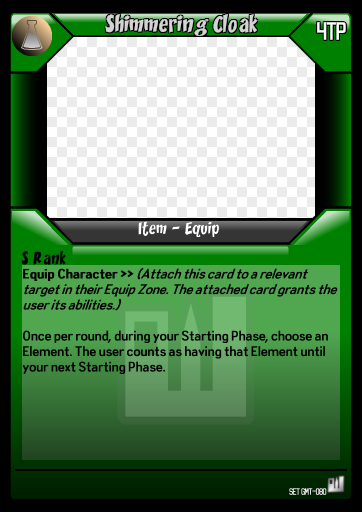 Shimmering Cloak
4TP
Item - Equip
S Rank
Equip Character >> (Attach this card to a relevant
target in their Equip Zone. The attached card grants the
user its abilities.)
Once per round, during your Starting Phase, choose an
Element. The user counts as having that Element until
your next Starting Phase.
SET GMT-080